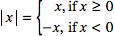 |x| = { x, if x ≥ 0
−x, if x < 0